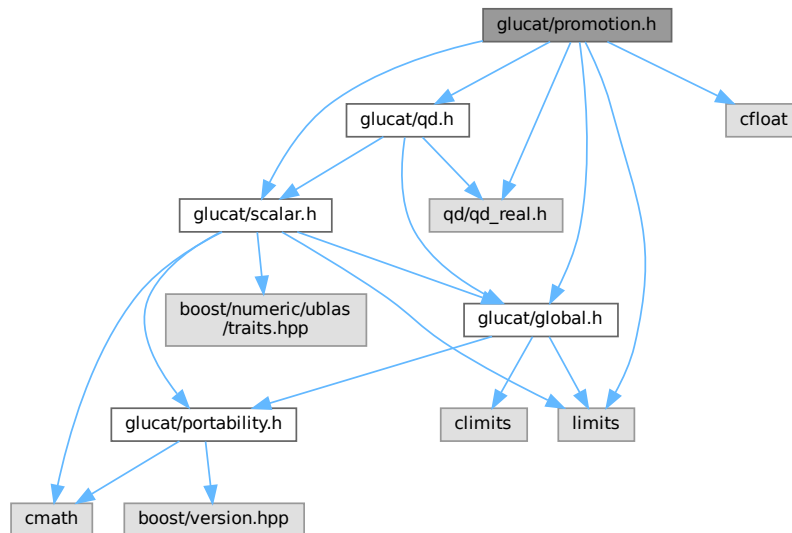 glucat/promotion.h
glucat/qd.h
cfloat
glucat/scalar.h
qd/qd_real.h
boost/numeric/ublas
/traits.hpp
glucat/global.h
glucat/portability.h
climits
limits
cmath
boost/version.hpp